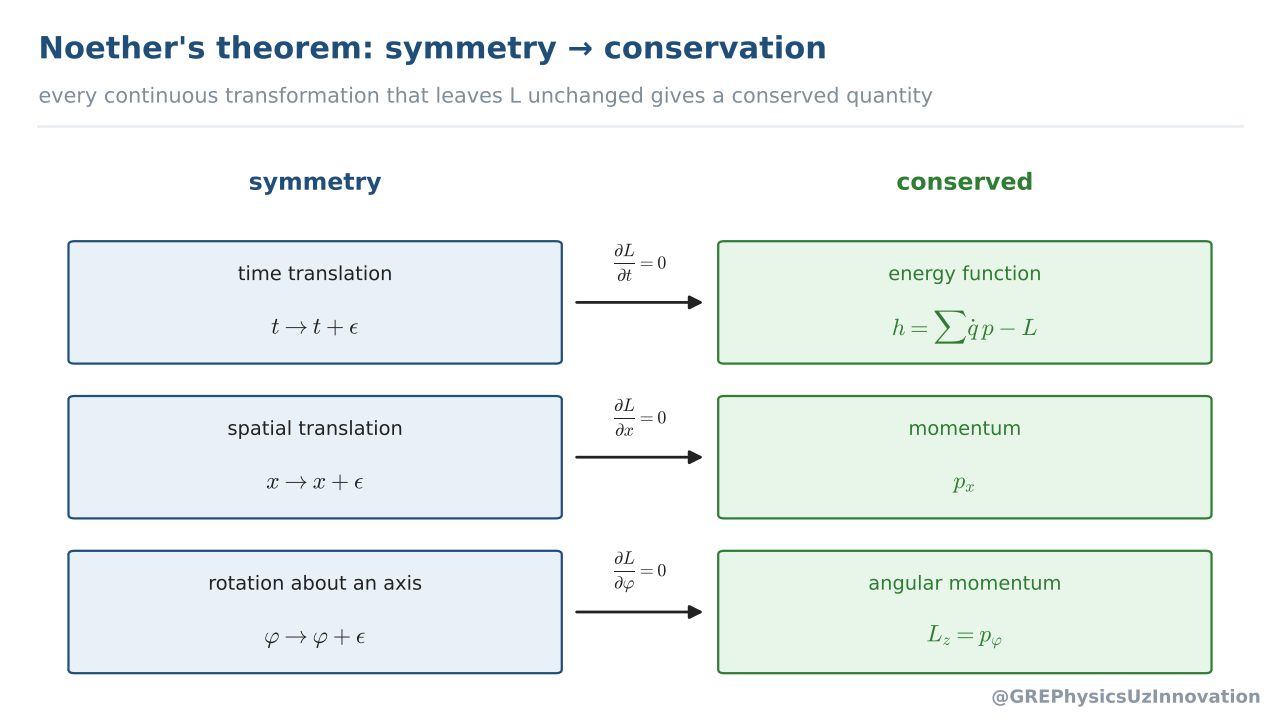 Noether's theorem: symmetry → conservation
every continuous transformation that leaves L unchanged gives a conserved quantity
symmetry
conserved
time translation
t → t + ϵ
∂L/∂t = 0
energy function
h = ∑ q̇ p − L
spatial translation
x → x + ϵ
∂L/∂x = 0
momentum
pₓ
rotation about an axis
φ → φ + ϵ
∂L/∂φ = 0
angular momentum
L_z = p_φ
@GREPhysicsUzInnovation